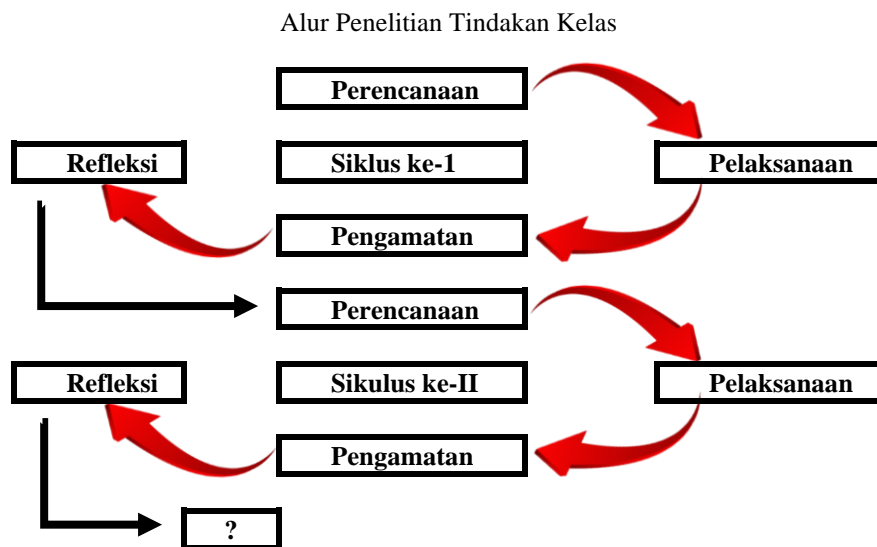 Alur Penelitian Tindakan Kelas
Perencanaan
Refleksi
Siklus ke-1
Pelaksanaan
Pengamatan
Perencanaan
Refleksi
Sikulus ke-II
Pelaksanaan
Pengamatan
?